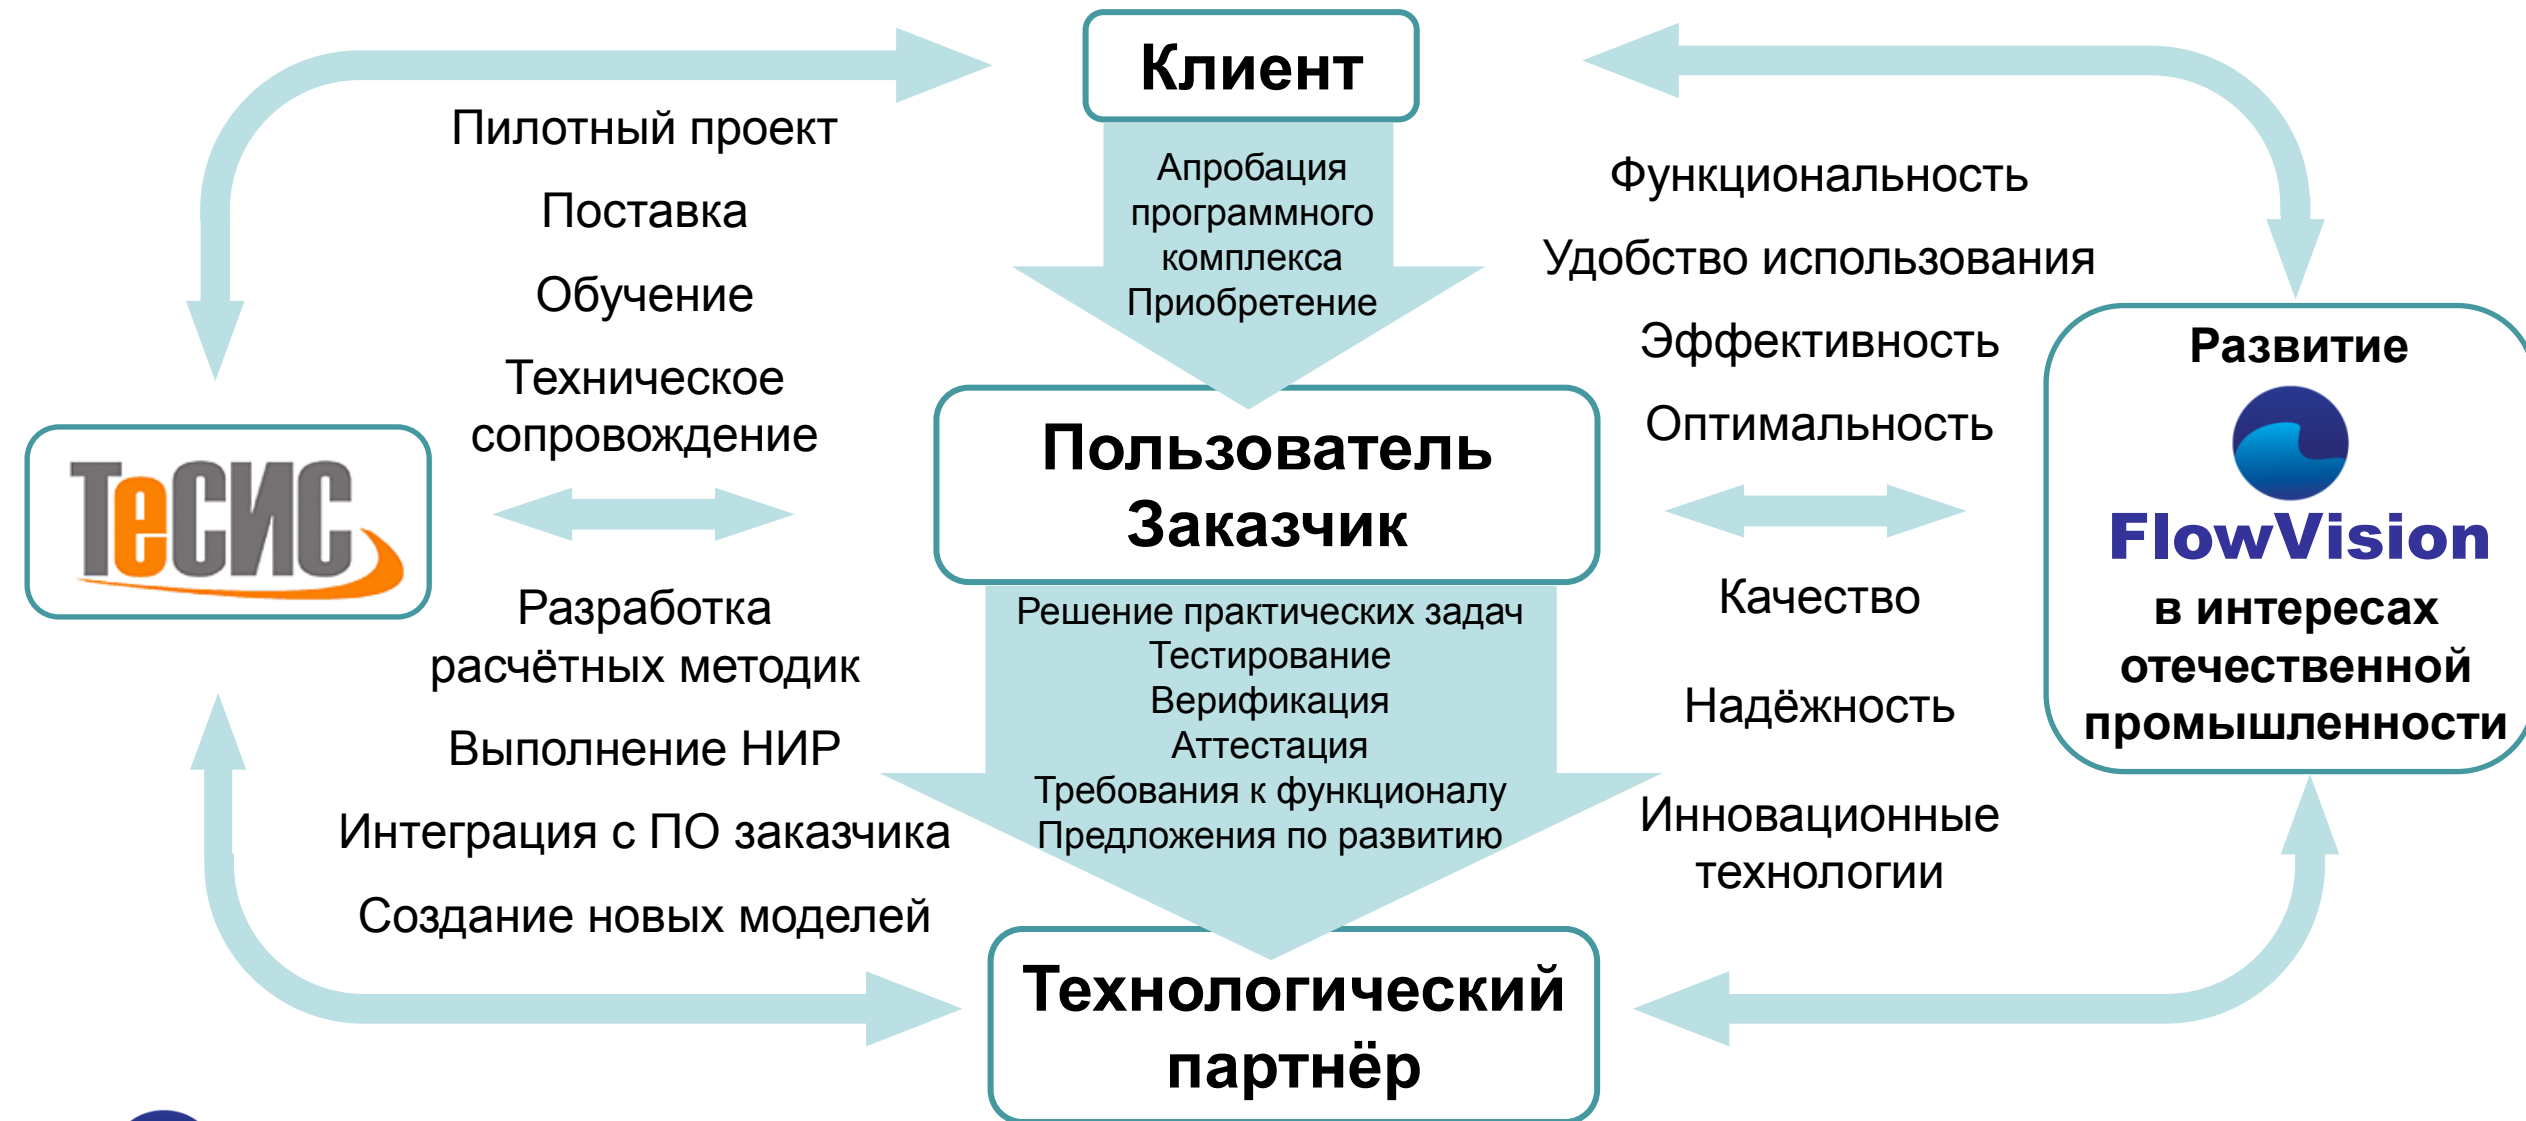 Клиент
Пилотный проект
Поставка
Обучение
Техническое
сопровождение
Апробация
программного
комплекса
Приобретение
Функциональность
Удобство использования
Эффективность
Оптимальность
ТеСИС
Пользователь
Заказчик
Развитие
FlowVision
в интересах
отечественной
промышленности
Разработка
расчётных методик
Выполнение НИР
Интеграция с ПО заказчика
Создание новых моделей
Решение практических задач
Тестирование
Верификация
Аттестация
Требования к функционалу
Предложения по развитию
Качество
Надёжность
Инновационные
технологии
Технологический
партнёр